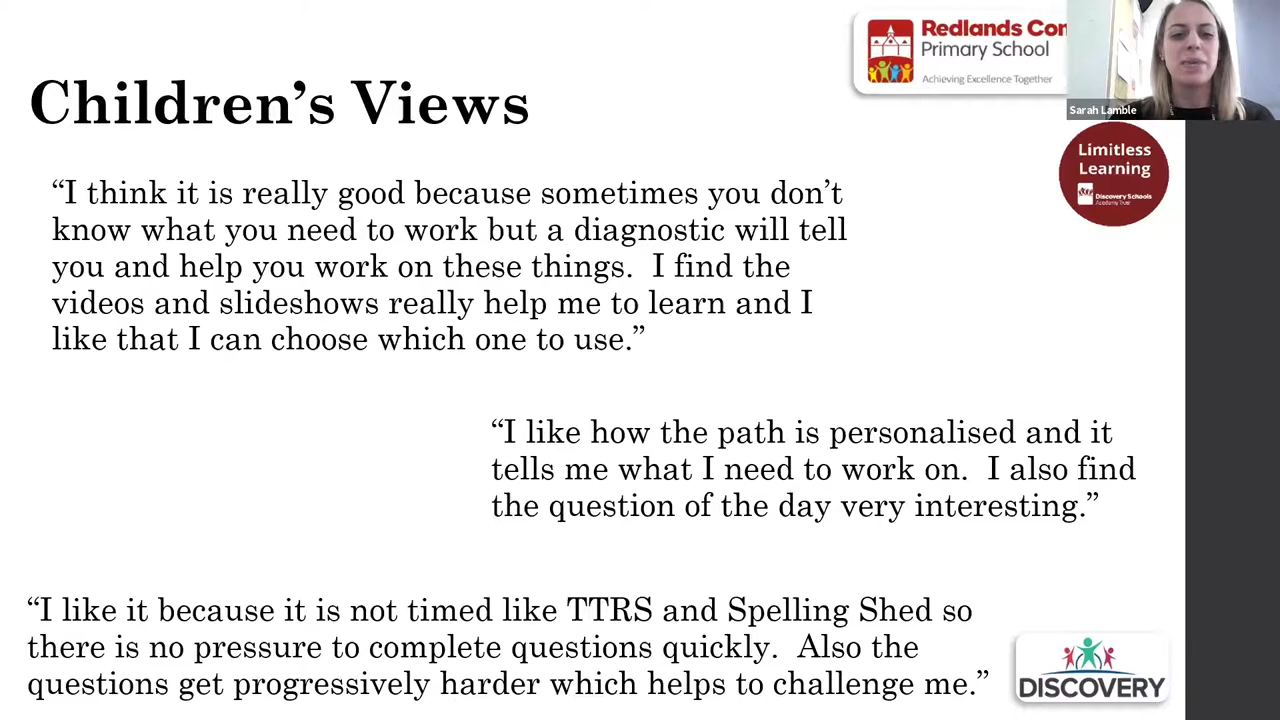 Redlands
Primary School
Achieving Excellence Together
Sarah Lamble
Children's Views
Limitless
Learning
Discovery Schools
Academy Trust
“I think it is really good because sometimes you don’t
know what you need to work but a diagnostic will tell
you and help you work on these things.  I find the
videos and slideshows really help me to learn and I
like that I can choose which one to use.”
“I like how the path is personalised and it
tells me what I need to work on.  I also find
the question of the day very interesting.”
“I like it because it is not timed like TTRS and Spelling Shed so
there is no pressure to complete questions quickly.  Also the
questions get progressively harder which helps to challenge me.”
DISCOVERY